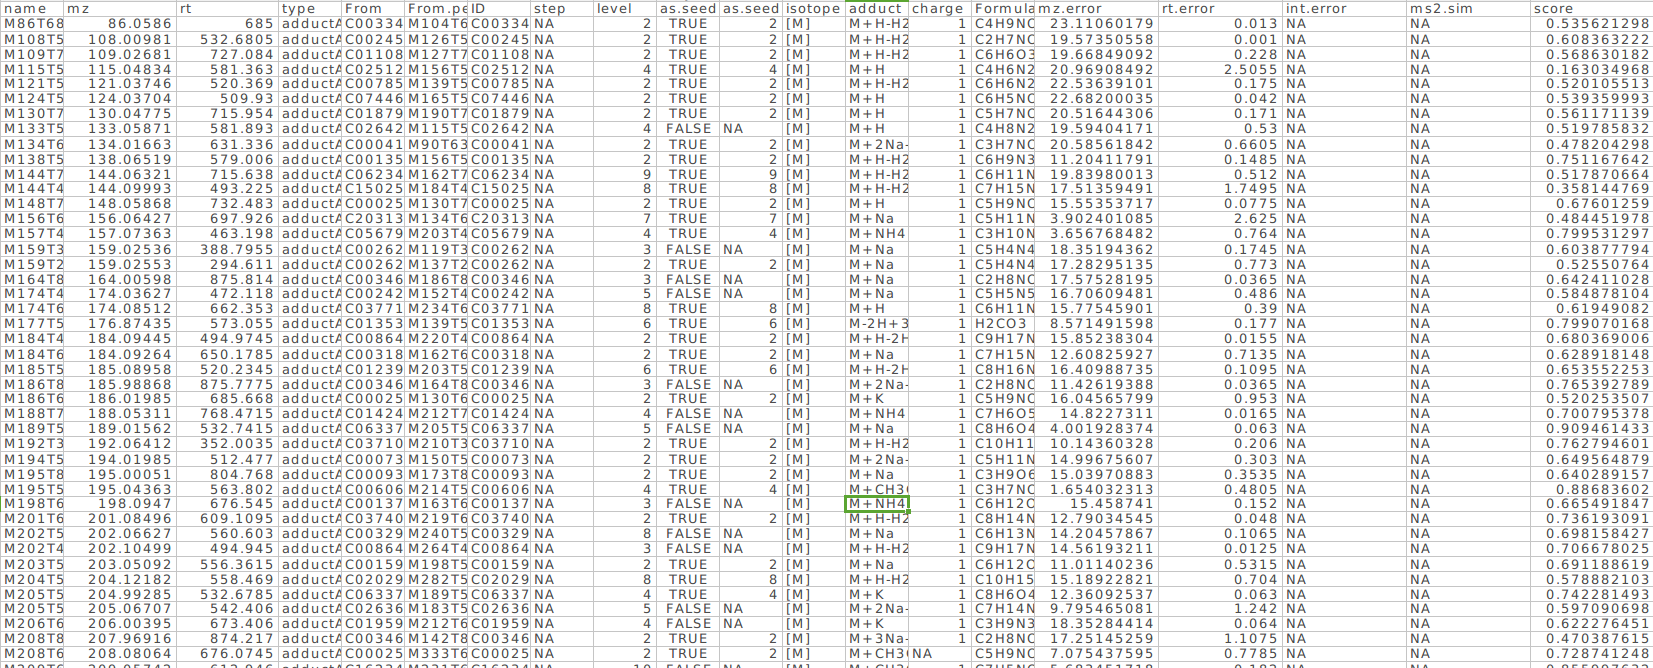 name mz rt type From From.pe ID step level as.seed as.seed. isotope adduct charge Formula mz.error rt.error int.error ms2.sim score
M86T68 86.0586 685 adductA C00334 M104T6 C00334 NA 2 TRUE 2 [M] M+H-H2 1 C4H9NO 23.11060179 0.013 NA NA 0.535621298
M108T5 108.00981 532.6805 adductA C00245 M126T5 C00245 NA 2 TRUE 2 [M] M+H-H2 1 C2H7NO 19.57350558 0.001 NA NA 0.608363222
M109T7 109.02681 727.084 adductA C01108 M127T7 C01108 NA 2 TRUE 2 [M] M+H-H2 1 C6H6O3 19.66849092 0.228 NA NA 0.568630182
M115T5 115.04834 581.363 adductA C02512 M156T5 C02512 NA 4 TRUE 4 [M] M+H 1 C4H6N2 20.96908492 2.5055 NA NA 0.163034968
M121T5 121.03746 520.369 adductA C00785 M139T5 C00785 NA 2 TRUE 2 [M] M+H-H2 1 C6H6N2 22.53639101 0.175 NA NA 0.520105513
M124T5 124.03704 509.93 adductA C07446 M165T5 C07446 NA 2 TRUE 2 [M] M+H 1 C6H5NO 22.68200035 0.042 NA NA 0.539359993
M130T7 130.04775 715.954 adductA C01879 M190T7 C01879 NA 2 TRUE 2 [M] M+H 1 C5H7NO 20.51644306 0.171 NA NA 0.561171139
M133T5 133.05871 581.893 adductA C02642 M115T5 C02642 NA 4 FALSE NA [M] M+H 1 C4H8N2 19.59404171 0.53 NA NA 0.519785832
M134T6 134.01663 631.336 adductA C00041 M90T63 C00041 NA 2 TRUE 2 [M] M+2Na- 1 C3H7NO 20.58561842 0.6605 NA NA 0.478204298
M138T5 138.06519 579.006 adductA C00135 M156T5 C00135 NA 2 TRUE 2 [M] M+H-H2 1 C6H9N3 11.20411791 0.1485 NA NA 0.751167642
M144T7 144.06321 715.638 adductA C06234 M162T7 C06234 NA 9 TRUE 9 [M] M+H-H2 1 C6H11N 19.83980013 0.512 NA NA 0.517870664
M144T4 144.09993 493.225 adductA C15025 M184T4 C15025 NA 8 TRUE 8 [M] M+H-H2 1 C7H15N 17.51359491 1.7495 NA NA 0.358144769
M148T7 148.05868 732.483 adductA C00025 M130T7 C00025 NA 2 TRUE 2 [M] M+H 1 C5H9NO 15.55353717 0.0775 NA NA 0.67601259
M156T6 156.06427 697.926 adductA C20313 M134T6 C20313 NA 7 TRUE 7 [M] M+Na 1 C5H11N 3.902401085 2.625 NA NA 0.484451978
M157T4 157.07363 463.198 adductA C05679 M203T4 C05679 NA 4 TRUE 4 [M] M+NH4 1 C3H10N 3.656768482 0.764 NA NA 0.799531297
M159T3 159.02536 388.7955 adductA C00262 M119T3 C00262 NA 3 FALSE NA [M] M+Na 1 C5H4N4 18.35194362 0.1745 NA NA 0.603877794
M159T2 159.02553 294.611 adductA C00262 M137T2 C00262 NA 2 TRUE 2 [M] M+Na 1 C5H4N4 17.28295135 0.773 NA NA 0.52550764
M164T8 164.00598 875.814 adductA C00346 M186T8 C00346 NA 3 FALSE NA [M] M+Na 1 C2H8NO 17.57528195 0.0365 NA NA 0.642411028
M174T4 174.03627 472.118 adductA C00242 M152T4 C00242 NA 5 FALSE NA [M] M+Na 1 C5H5N5 16.70609481 0.486 NA NA 0.584878104
M174T6 174.08512 662.353 adductA C03771 M234T6 C03771 NA 8 TRUE 8 [M] M+H 1 C6H11N 15.77545901 0.39 NA NA 0.61949082
M177T5 176.87435 573.055 adductA C01353 M139T5 C01353 NA 6 TRUE 6 [M] M-2H+3 1 H2CO3 8.571491598 0.177 NA NA 0.799070168
M184T4 184.09445 494.9745 adductA C00864 M220T4 C00864 NA 2 TRUE 2 [M] M+H-2H 1 C9H17N 15.85238304 0.0155 NA NA 0.680369006
M184T6 184.09264 650.1785 adductA C00318 M162T6 C00318 NA 2 TRUE 2 [M] M+Na 1 C7H15N 12.60825927 0.7135 NA NA 0.628918148
M185T5 185.08958 520.2345 adductA C01239 M203T5 C01239 NA 6 TRUE 6 [M] M+H-2H 1 C8H16N 16.40988735 0.1095 NA NA 0.653552253
M186T8 185.98868 875.7775 adductA C00346 M164T8 C00346 NA 3 FALSE NA [M] M+2Na- 1 C2H8NO 11.42619388 0.0365 NA NA 0.765392789
M186T6 186.01985 685.668 adductA C00025 M130T6 C00025 NA 2 TRUE 2 [M] M+K 1 C5H9NO 16.04565799 0.953 NA NA 0.520253507
M188T7 188.05311 768.4715 adductA C01424 M212T7 C01424 NA 4 FALSE NA [M] M+NH4 1 C7H6O5 14.8227311 0.0165 NA NA 0.700795378
M189T5 189.01562 532.7415 adductA C06337 M205T5 C06337 NA 5 FALSE NA [M] M+Na 1 C8H6O4 4.001928374 0.063 NA NA 0.909461433
M192T3 192.06412 352.0035 adductA C03710 M210T3 C03710 NA 2 TRUE 2 [M] M+H-H2 1 C10H11 10.14360328 0.206 NA NA 0.762794601
M194T5 194.01985 512.477 adductA C00073 M150T5 C00073 NA 2 TRUE 2 [M] M+2Na- 1 C5H11N 14.99675607 0.303 NA NA 0.649564879
M195T8 195.00051 804.768 adductA C00093 M173T8 C00093 NA 2 TRUE 2 [M] M+Na 1 C3H9O6 15.03970883 0.3535 NA NA 0.640289157
M195T5 195.04363 563.802 adductA C00606 M214T5 C00606 NA 4 TRUE 4 [M] M+CH3 1 C3H7NO 1.654032313 0.4805 NA NA 0.88683602
M198T6 198.0947 676.545 adductA C00137 M163T6 C00137 NA 3 FALSE NA [M] M+NH4 1 C6H12O 15.458741 0.152 NA NA 0.665491847
M201T6 201.08496 609.1095 adductA C03740 M219T6 C03740 NA 2 TRUE 2 [M] M+H-H2 1 C8H14N 12.79034545 0.048 NA NA 0.736193091
M202T5 202.06627 560.603 adductA C00329 M240T5 C00329 NA 8 FALSE NA [M] M+Na 1 C6H13N 14.20457867 0.1065 NA NA 0.698158427
M202T4 202.10499 494.945 adductA C00864 M264T4 C00864 NA 3 FALSE NA [M] M+H-H2 1 C9H17N 14.56193211 0.0125 NA NA 0.706678025
M203T5 203.05092 556.3615 adductA C00159 M198T5 C00159 NA 2 TRUE 2 [M] M+Na 1 C6H12O 11.01140236 0.5315 NA NA 0.691188619
M204T5 204.12182 558.469 adductA C02029 M282T5 C02029 NA 8 TRUE 8 [M] M+H-H2 1 C10H15 15.18922821 0.704 NA NA 0.578882103
M205T5 204.99285 532.6785 adductA C06337 M189T5 C06337 NA 4 TRUE 4 [M] M+K 1 C8H6O4 12.36092537 0.063 NA NA 0.742281493
M205T5 205.06707 542.406 adductA C02636 M183T5 C02636 NA 5 FALSE NA [M] M+2Na- 1 C7H14N 9.795465081 1.242 NA NA 0.597090698
M206T6 206.00395 673.406 adductA C01959 M212T6 C01959 NA 4 FALSE NA [M] M+K 1 C3H9N3 18.35284414 0.064 NA NA 0.622276451
M208T68 207.96916 874.217 adductA C00346 M142T8 C00346 NA 2 TRUE 2 [M] M+3Na- 1 C2H8NO 17.25145259 1.1075 NA NA 0.470387615
M208T6 208.08064 676.0745 adductA C00025 M333T6 C00025 NA 2 TRUE 2 [M] M+CH3 NA C5H9NO 7.075437595 0.7785 NA NA 0.728741248